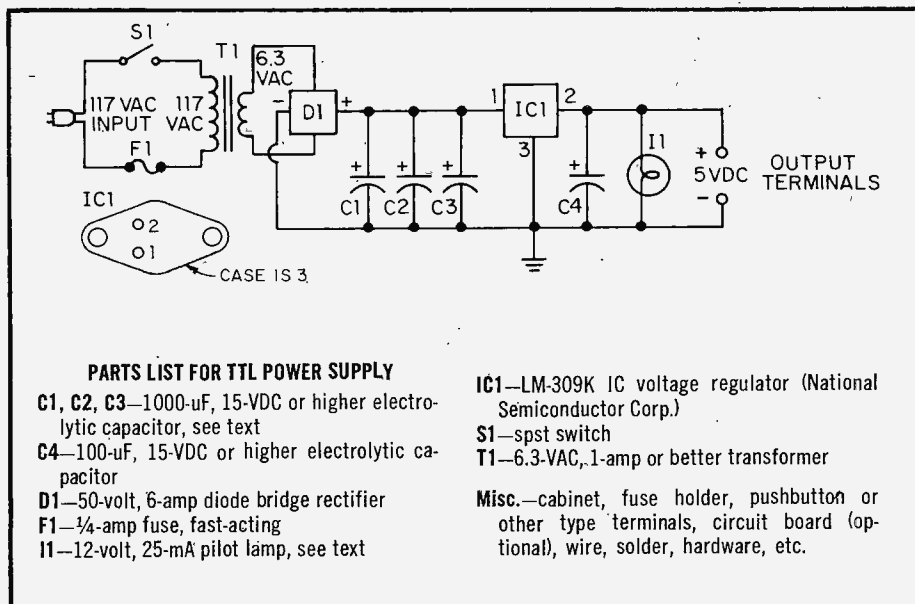 S1
T1
6.3
VAC
117 VAC
INPUT
117
VAC
F1
- D1 +
1 IC1 2
3
+ C1
+ C2
+ C3
+ C4
I1
+
5 VDC
-
OUTPUT
TERMINALS
IC1
2
1
CASE IS 3
PARTS LIST FOR TTL POWER SUPPLY
C1, C2, C3—1000-uF, 15-VDC or higher electro-
lytic capacitor, see text
C4—100-uF, 15-VDC or higher electrolytic ca-
pacitor
D1—50-volt, 6-amp diode bridge rectifier
F1—¼-amp fuse, fast-acting
I1—12-volt, 25-mA pilot lamp, see text
IC1—LM-309K IC voltage regulator (National
Semiconductor Corp.)
S1—spst switch
T1—6.3-VAC, 1-amp or better transformer
Misc.—cabinet, fuse holder, pushbutton or
other type terminals, circuit board (op-
tional), wire, solder, hardware, etc.